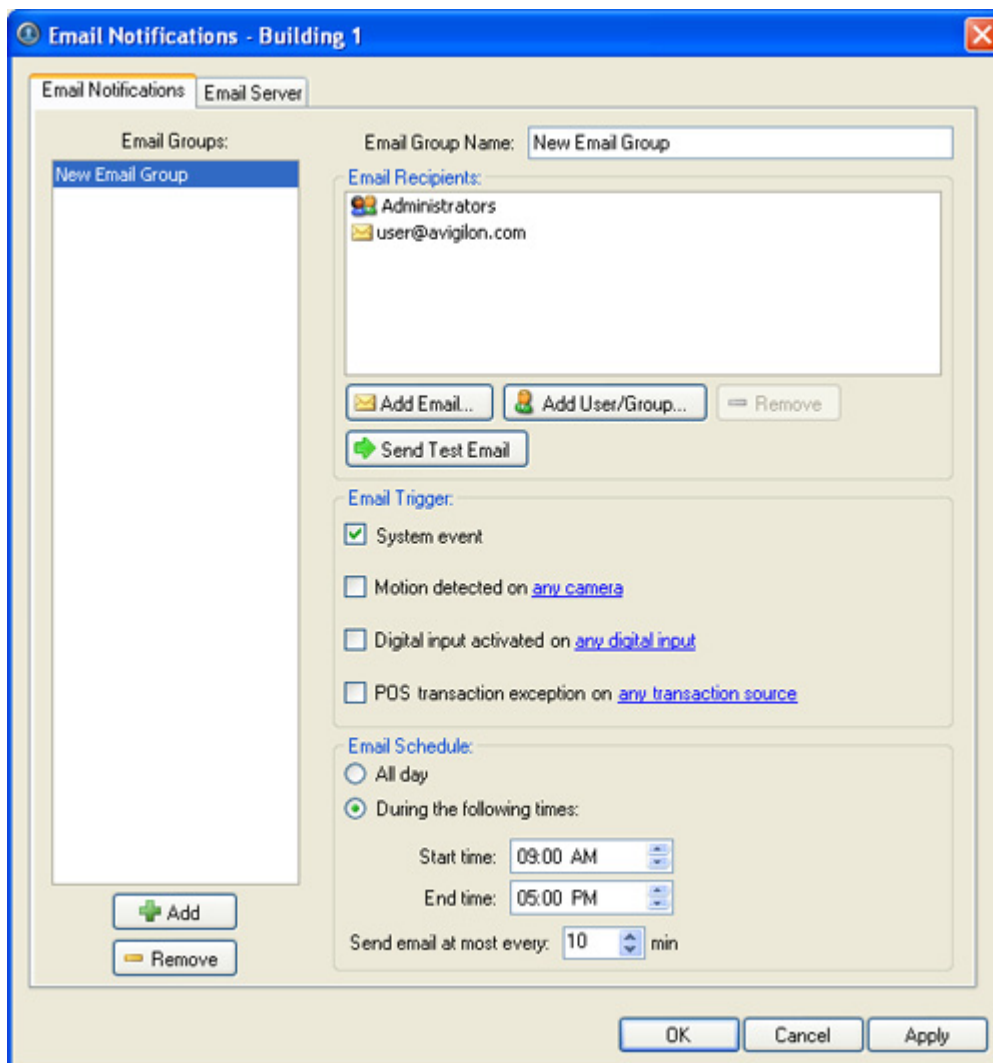 Email Notifications - Building 1
Email Notifications
Email Server
Email Groups:
New Email Group
Add
Remove
Email Group Name: New Email Group
Email Recipients:
Administrators
user@avigilon.com
Add Email... Add User/Group... Remove
Send Test Email
Email Trigger:
System event
Motion detected on any camera
Digital input activated on any digital input
POS transaction exception on any transaction source
Email Schedule:
All day
During the following times:
Start time: 09:00 AM
End time: 05:00 PM
Send email at most every: 10 min
OK Cancel Apply